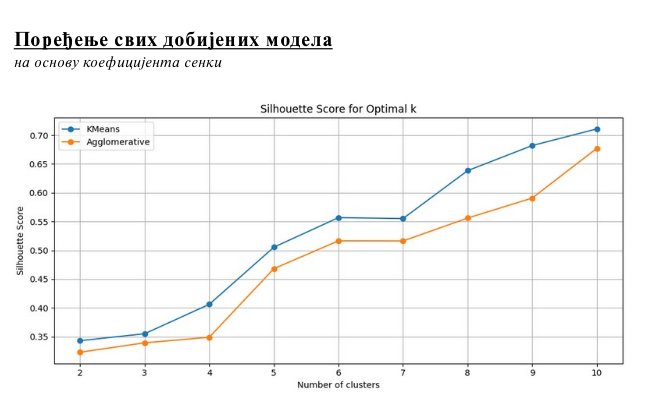 Поређење свих добијених модела
на основу коефицијента сенки
Silhouette Score for Optimal k
KMeans
Agglomerative
0.70
0.65
0.60
0.55
0.50
0.45
0.40
0.35
Silhouette Score
2 3 4 5 6 7 8 9 10
Number of clusters